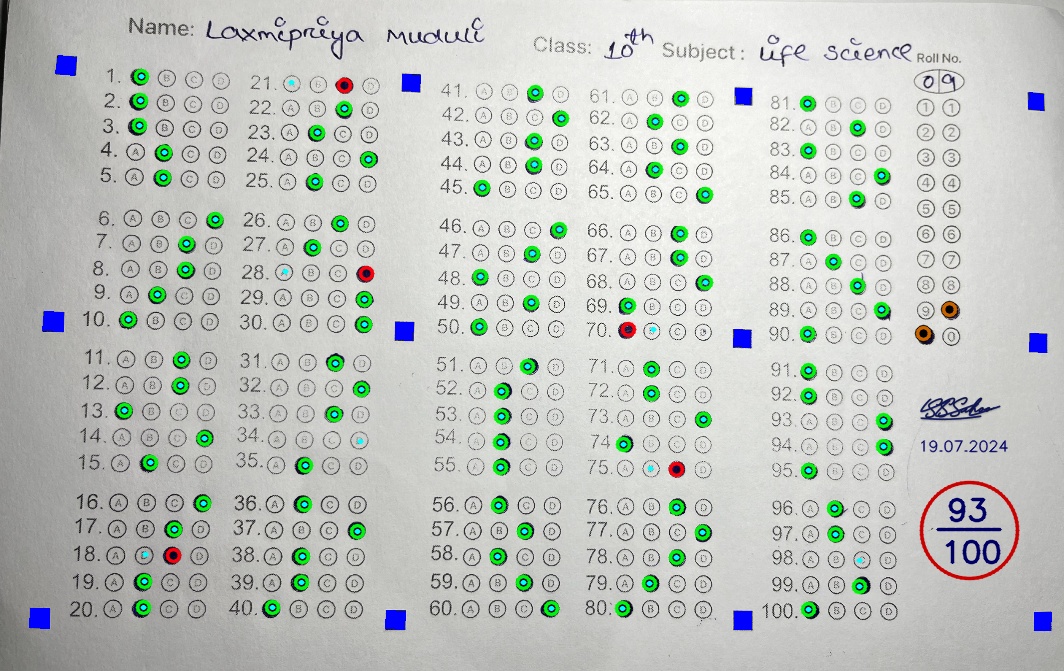 Name: Laxmipriya Muduli
Class: 10th Subject: Life science
Roll No.
0 9
1. B C D
2. B C D
3. B C D
4. A C D
5. A C D
6. A B C
7. A B D
8. A B D
9. A C D
10. B C D
11. A B D
12. A B D
13. B C D
14. A B C
15. A C D
16. A B C
17. A B D
18. A D
19. A C D
20. A C D
21. B D
22. A B D
23. A C D
24. A B C
25. A C D
26. A B D
27. A C D
28. A B C
29. A B C
30. A B C
31. A B D
32. A B C
33. A B D
34. A B C
35. A C D
36. A C D
37. A B C
38. A C D
39. A C D
40. B C D
41. A B D
42. A B C
43. A B D
44. A B D
45. B C D
46. A B C
47. A B D
48. B C D
49. A B D
50. B C D
51. A B D
52. A C D
53. A C D
54. A C D
55. A C D
56. A C D
57. A B D
58. A C D
59. A B D
60. A B C
61. A B D
62. A C D
63. A B D
64. A C D
65. A B C
66. A B D
67. A B D
68. A B C
69. B C D
70. B C D
71. A C D
72. A C D
73. A B C
74 B C D
75. A D
76. A B D
77. A B C
78. A B D
79. A C D
80. B C D
81. B C D
82. A B D
83. B C D
84. A B C
85. A B D
86. B C D
87. A C D
88. A B D
89. A B C
90. B C D
91. B C D
92. B C D
93. A B C
94. A B C
95. B C D
96. A C D
97. A C D
98. A B D
99. A B D
100. B C D
1 1
2 2
3 3
4 4
5 5
6 6
7 7
8 8
9
0
19.07.2024
93
100